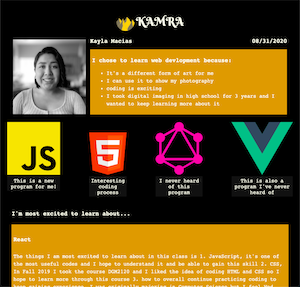 KAMRA
Kayla Macias
08/31/2020
I chose to learn web devlopment because:
It's a different form of art for me
I can use it to show my photography
coding is exciting
I took digital imaging in high school for 3 years and I
wanted to keep learning more about it
JS
5
This is a new
program for me!
Interesting
coding
process
I never heard
of this
program
This is also a
program I've never
heard of
I'm most excited to learn about...
React
The things I am most excited to learn about in this class is 1. JavaScript, it's one of
the most useful codes and I hope to understand it and be able to gain this skill 2. CSS,
In Fall 2019 I took the course DGM2120 and I liked the idea of coding HTML and CSS so I
hope to learn more through this course 3. how to overall continue practicing coding to